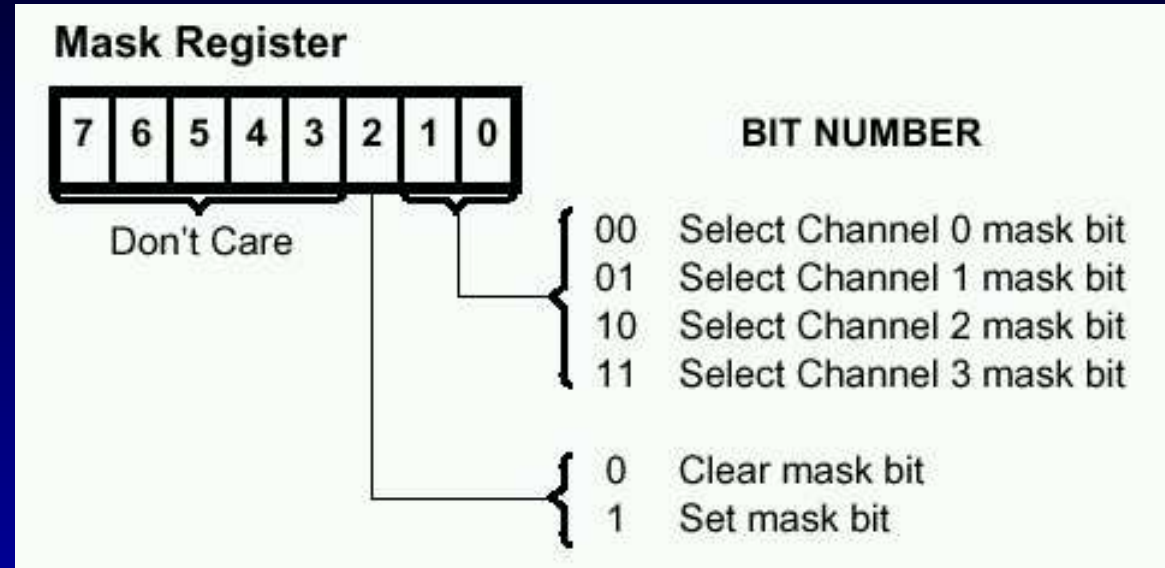 Mask Register
7 6 5 4 3 2 1 0
BIT NUMBER
Don't Care
00 Select Channel 0 mask bit
01 Select Channel 1 mask bit
10 Select Channel 2 mask bit
11 Select Channel 3 mask bit
0 Clear mask bit
1 Set mask bit